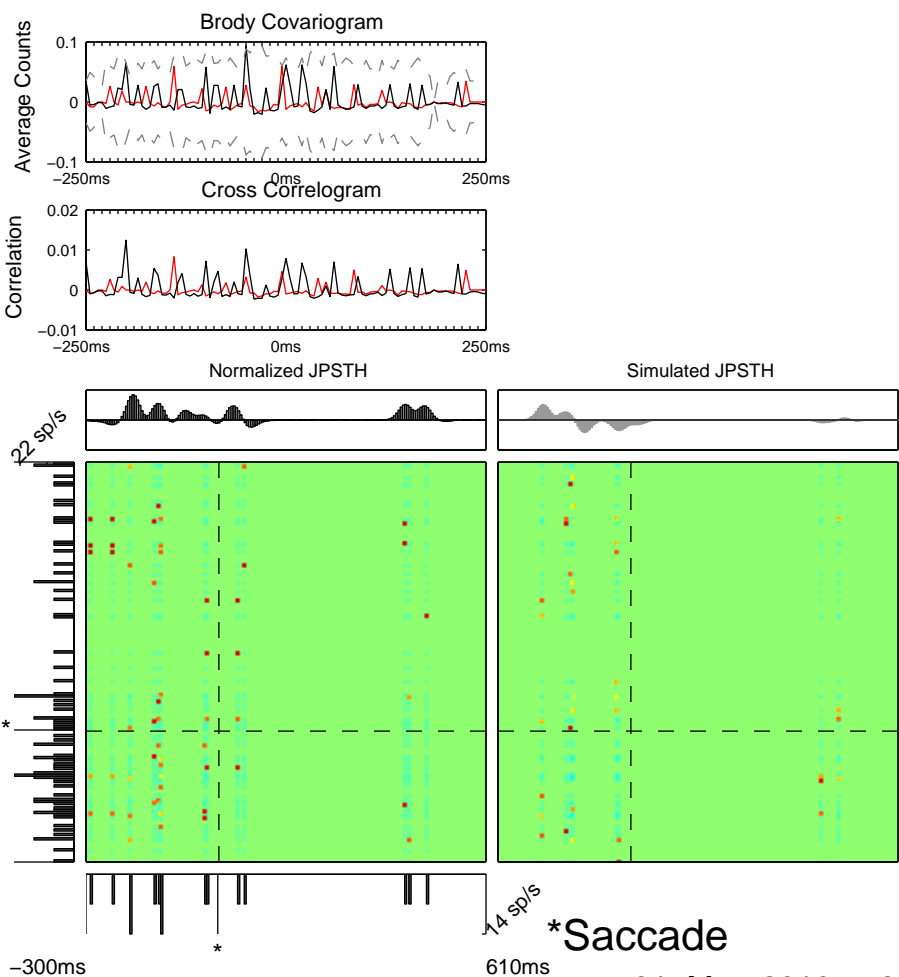 Brody Covariogram
Average Counts
0.1
0
−0.1
−250ms
0ms
250ms
Cross Correlogram
Correlation
0.02
0.01
0
−0.01
−250ms
0ms
250ms
Normalized JPSTH
Simulated JPSTH
22 sp/s
*
14 sp/s
*
*Saccade
−300ms
610ms